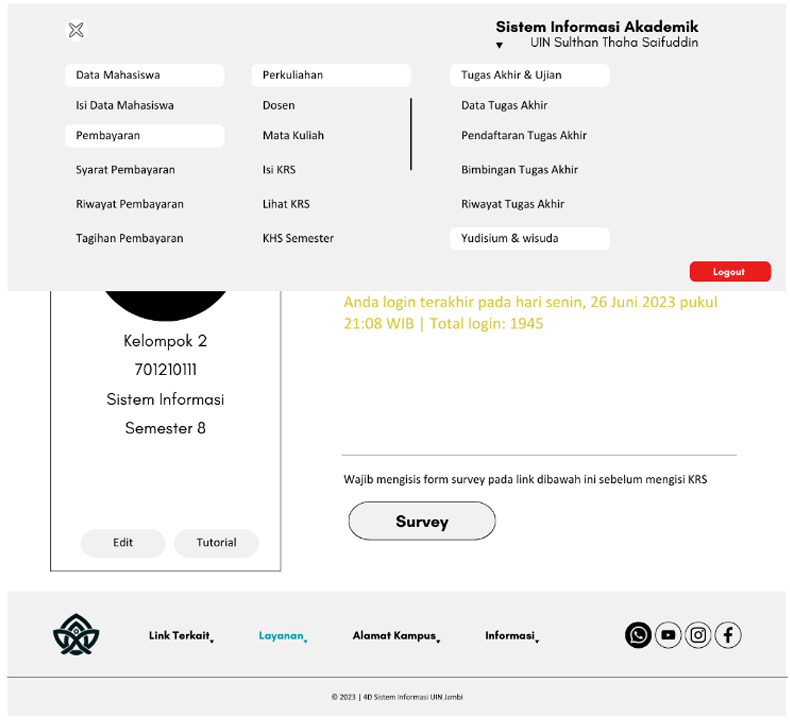 Sistem Informasi Akademik
UIN Sulthan Thaha Saifuddin
Data Mahasiswa
Isi Data Mahasiswa
Pembayaran
Syarat Pembayaran
Riwayat Pembayaran
Tagihan Pembayaran
Perkuliahan
Dosen
Mata Kuliah
Isi KRS
Lihat KRS
KHS Semester
Tugas Akhir & Ujian
Data Tugas Akhir
Pendaftaran Tugas Akhir
Bimbingan Tugas Akhir
Riwayat Tugas Akhir
Yudisium & wisuda
Logout
Kelompok 2
701210111
Sistem Informasi
Semester 8
Edit
Tutorial
Anda login terakhir pada hari senin, 26 Juni 2023 pukul
21:08 WIB | Total login: 1945
Wajib mengisis form survey pada link dibawah ini sebelum mengisi KRS
Survey
Link Terkait
Layanan
Alamat Kampus
Informasi
© 2023 | 4D Sistem Informasi UIN Jambi